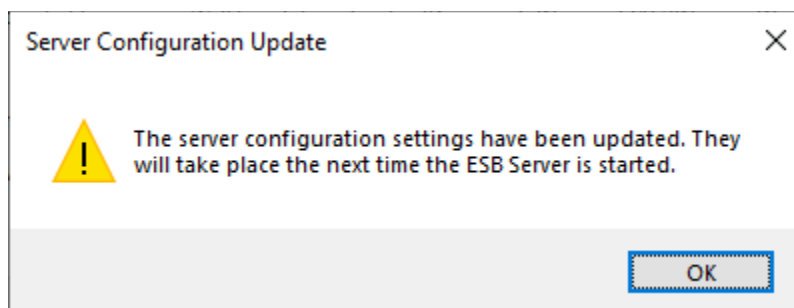 Server Configuration Update
The server configuration settings have been updated. They
will take place the next time the ESB Server is started.
OK